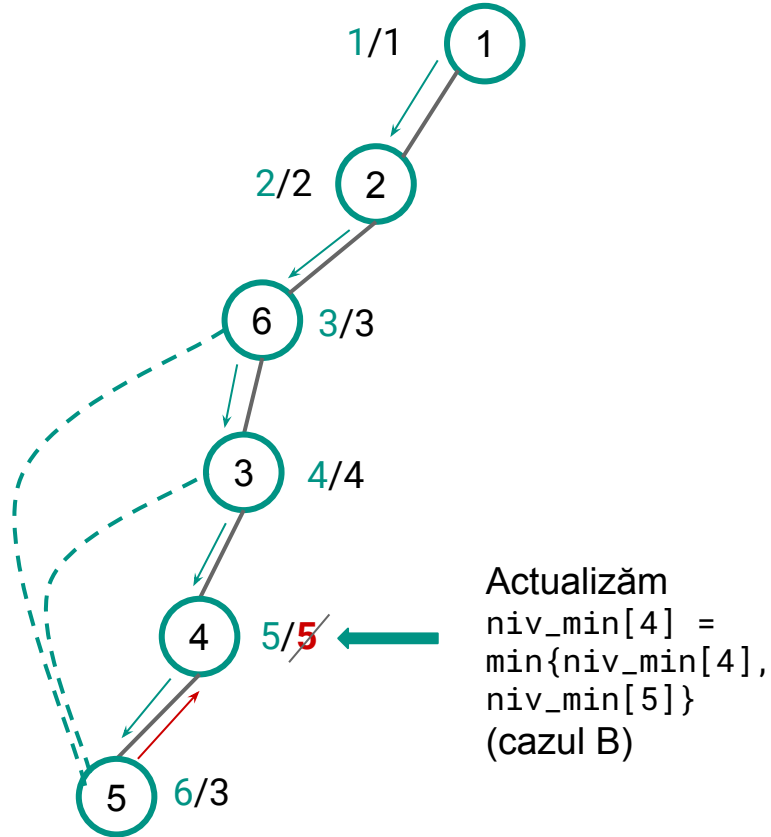 1/1
1
2/2
2
6
3/3
3
4/4
4
5/5
Actualizăm
niv_min[4] =
min{niv_min[4],
niv_min[5]}
(cazul B)
5
6/3